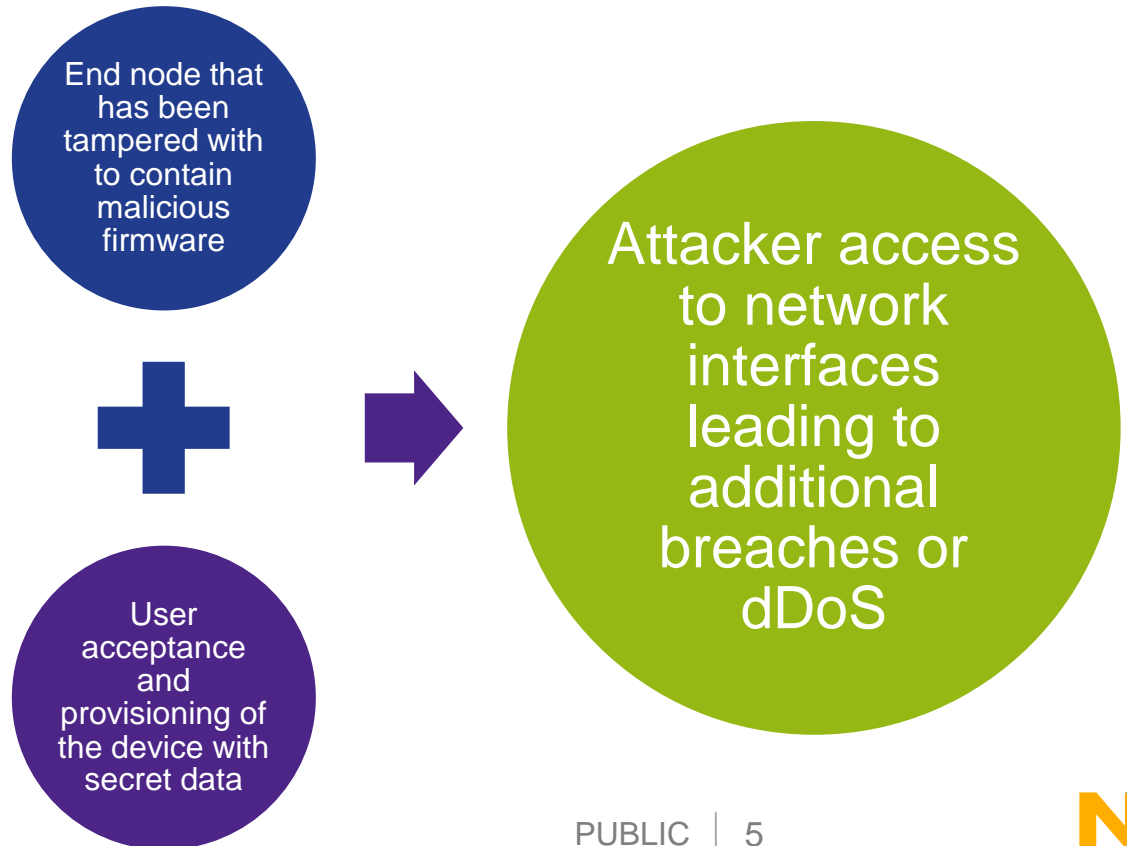 End node that
has been
tampered with
to contain
malicious
firmware
User
acceptance
and
provisioning of
the device with
secret data
Attacker access
to network
interfaces
leading to
additional
breaches or
dDoS
PUBLIC | 5
N